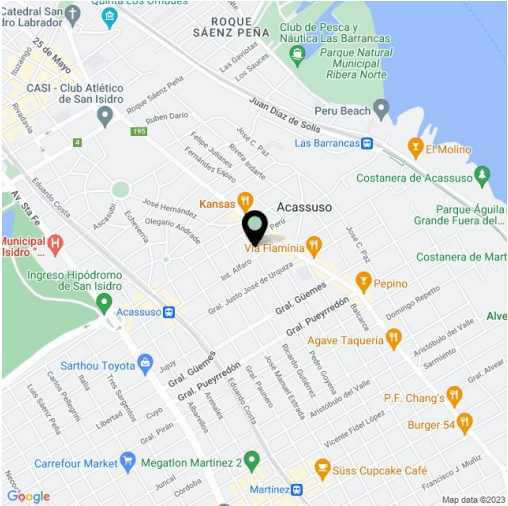 Catedral San
dro Labrador
Quinta Los Ombúes
ROQUE
SÁENZ PEÑA
Club de Pesca y
Náutica Las Barrancas
Parque Natural
Municipal
Ribera Norte
25 de Mayo
Ituzaingó
Las Gaviotas
Los Sauces
CASI - Club Atlético
de San Isidro
Roque Sáenz Peña
Juan Díaz de Solis
Peru Beach
Rivadavia
Ruben Darío
195
4
José C. Paz
Felipe Julianes
Rivera Indarte
Fernández Espiro
Las Barrancas
El Molino
Costanera de Acassuso
Av. Sta Fe
Eduardo Costa
José Hernández
Kansas
Acassuso
Ascasubi
Echeverría
Olegario Andrade
Perú
José C. Paz
Parque Águila
Grande Fuera del...
Municipal
Isidro "...
Vía Flaminia
Int. Alfaro
Costanera de Mart
Ingreso Hipódromo
de San Isidro
Gral. Justo José de Urquiza
Pepino
Acassuso
Gral. Güemes
Gral. Pueyrredón
Balcarce
Domingo Repetto
Alve
Agave Taquería
Aristóbulo del Valle
Sarmiento
Sarthou Toyota
Jujuy
Gral. Güemes
Gral. Pueyrredón
Ricardo Gutiérrez
Pedro Goyena
Gral. Alvear
Carlos Pellegrini
Italia
Tres Sargentos
Luis Sáenz Peña
Libertad
Cuyo
Albarellos
Arenales
Eduardo Costa
Gral. Paunero
José Manuel Estrada
Aristóbulo del Valle
P.F. Chang's
Gral. Pirán
Vicente Fidel López
Burger 54
Carrefour Market
Megatlon Martinez 2
Süss Cupcake Café
Necoch
Juncal
Córdoba
Martínez
Francisco J. Muñiz
Google
Map data ©2023